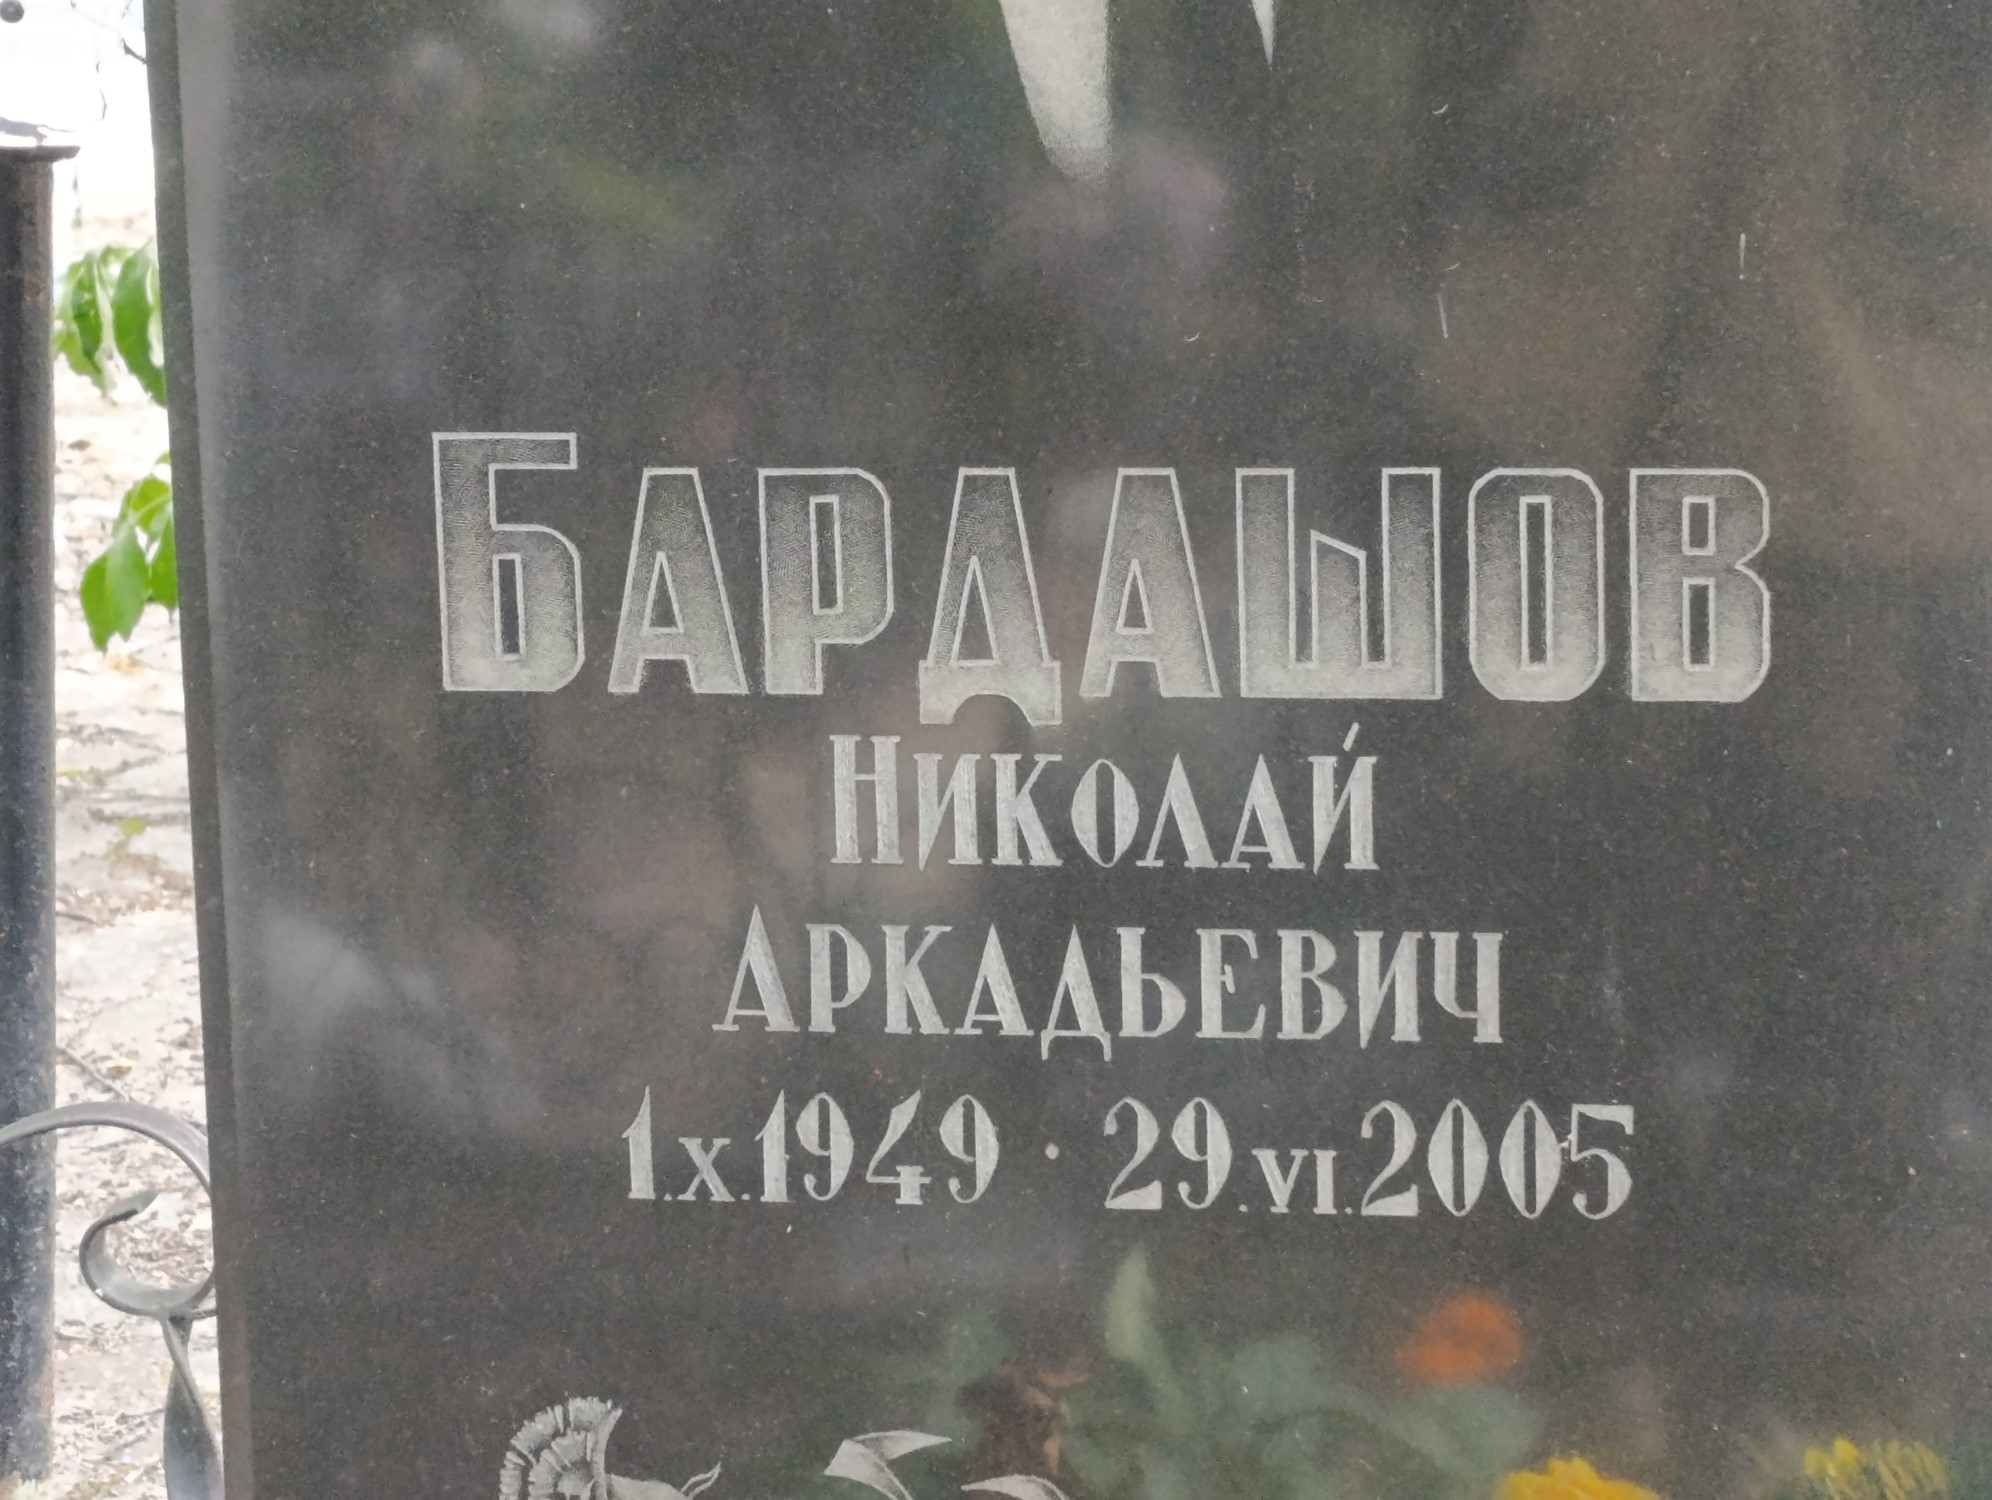 Бардашов
Николай
Аркадьевич
1.X.1949 · 29.VI.2005